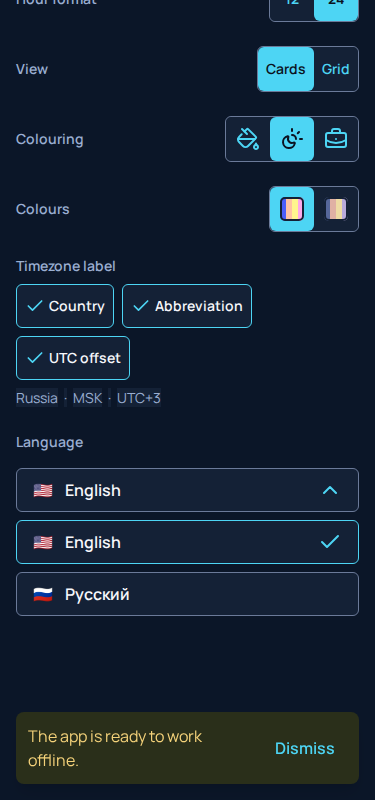 Hour format 12 24
View Cards Grid
Colouring
Colours
Timezone label
Country Abbreviation
UTC offset
Russia · MSK · UTC+3
Language
English
English
Русский
The app is ready to work
offline.
Dismiss